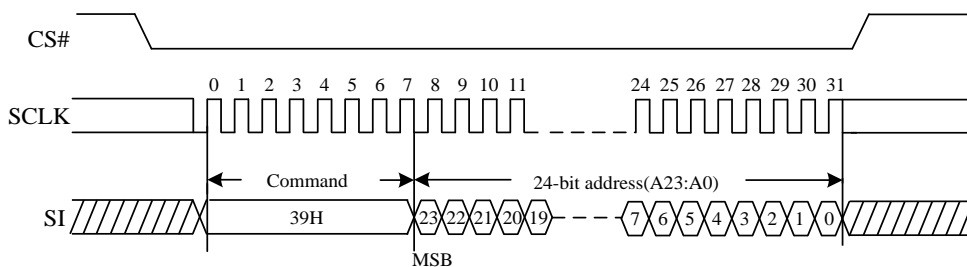 CS#
0 1 2 3 4 5 6 7 8 9 10 11 24 25 26 27 28 29 30 31
SCLK
Command 24-bit address(A23:A0)
SI 39H 23 22 21 20 19 7 6 5 4 3 2 1 0
MSB